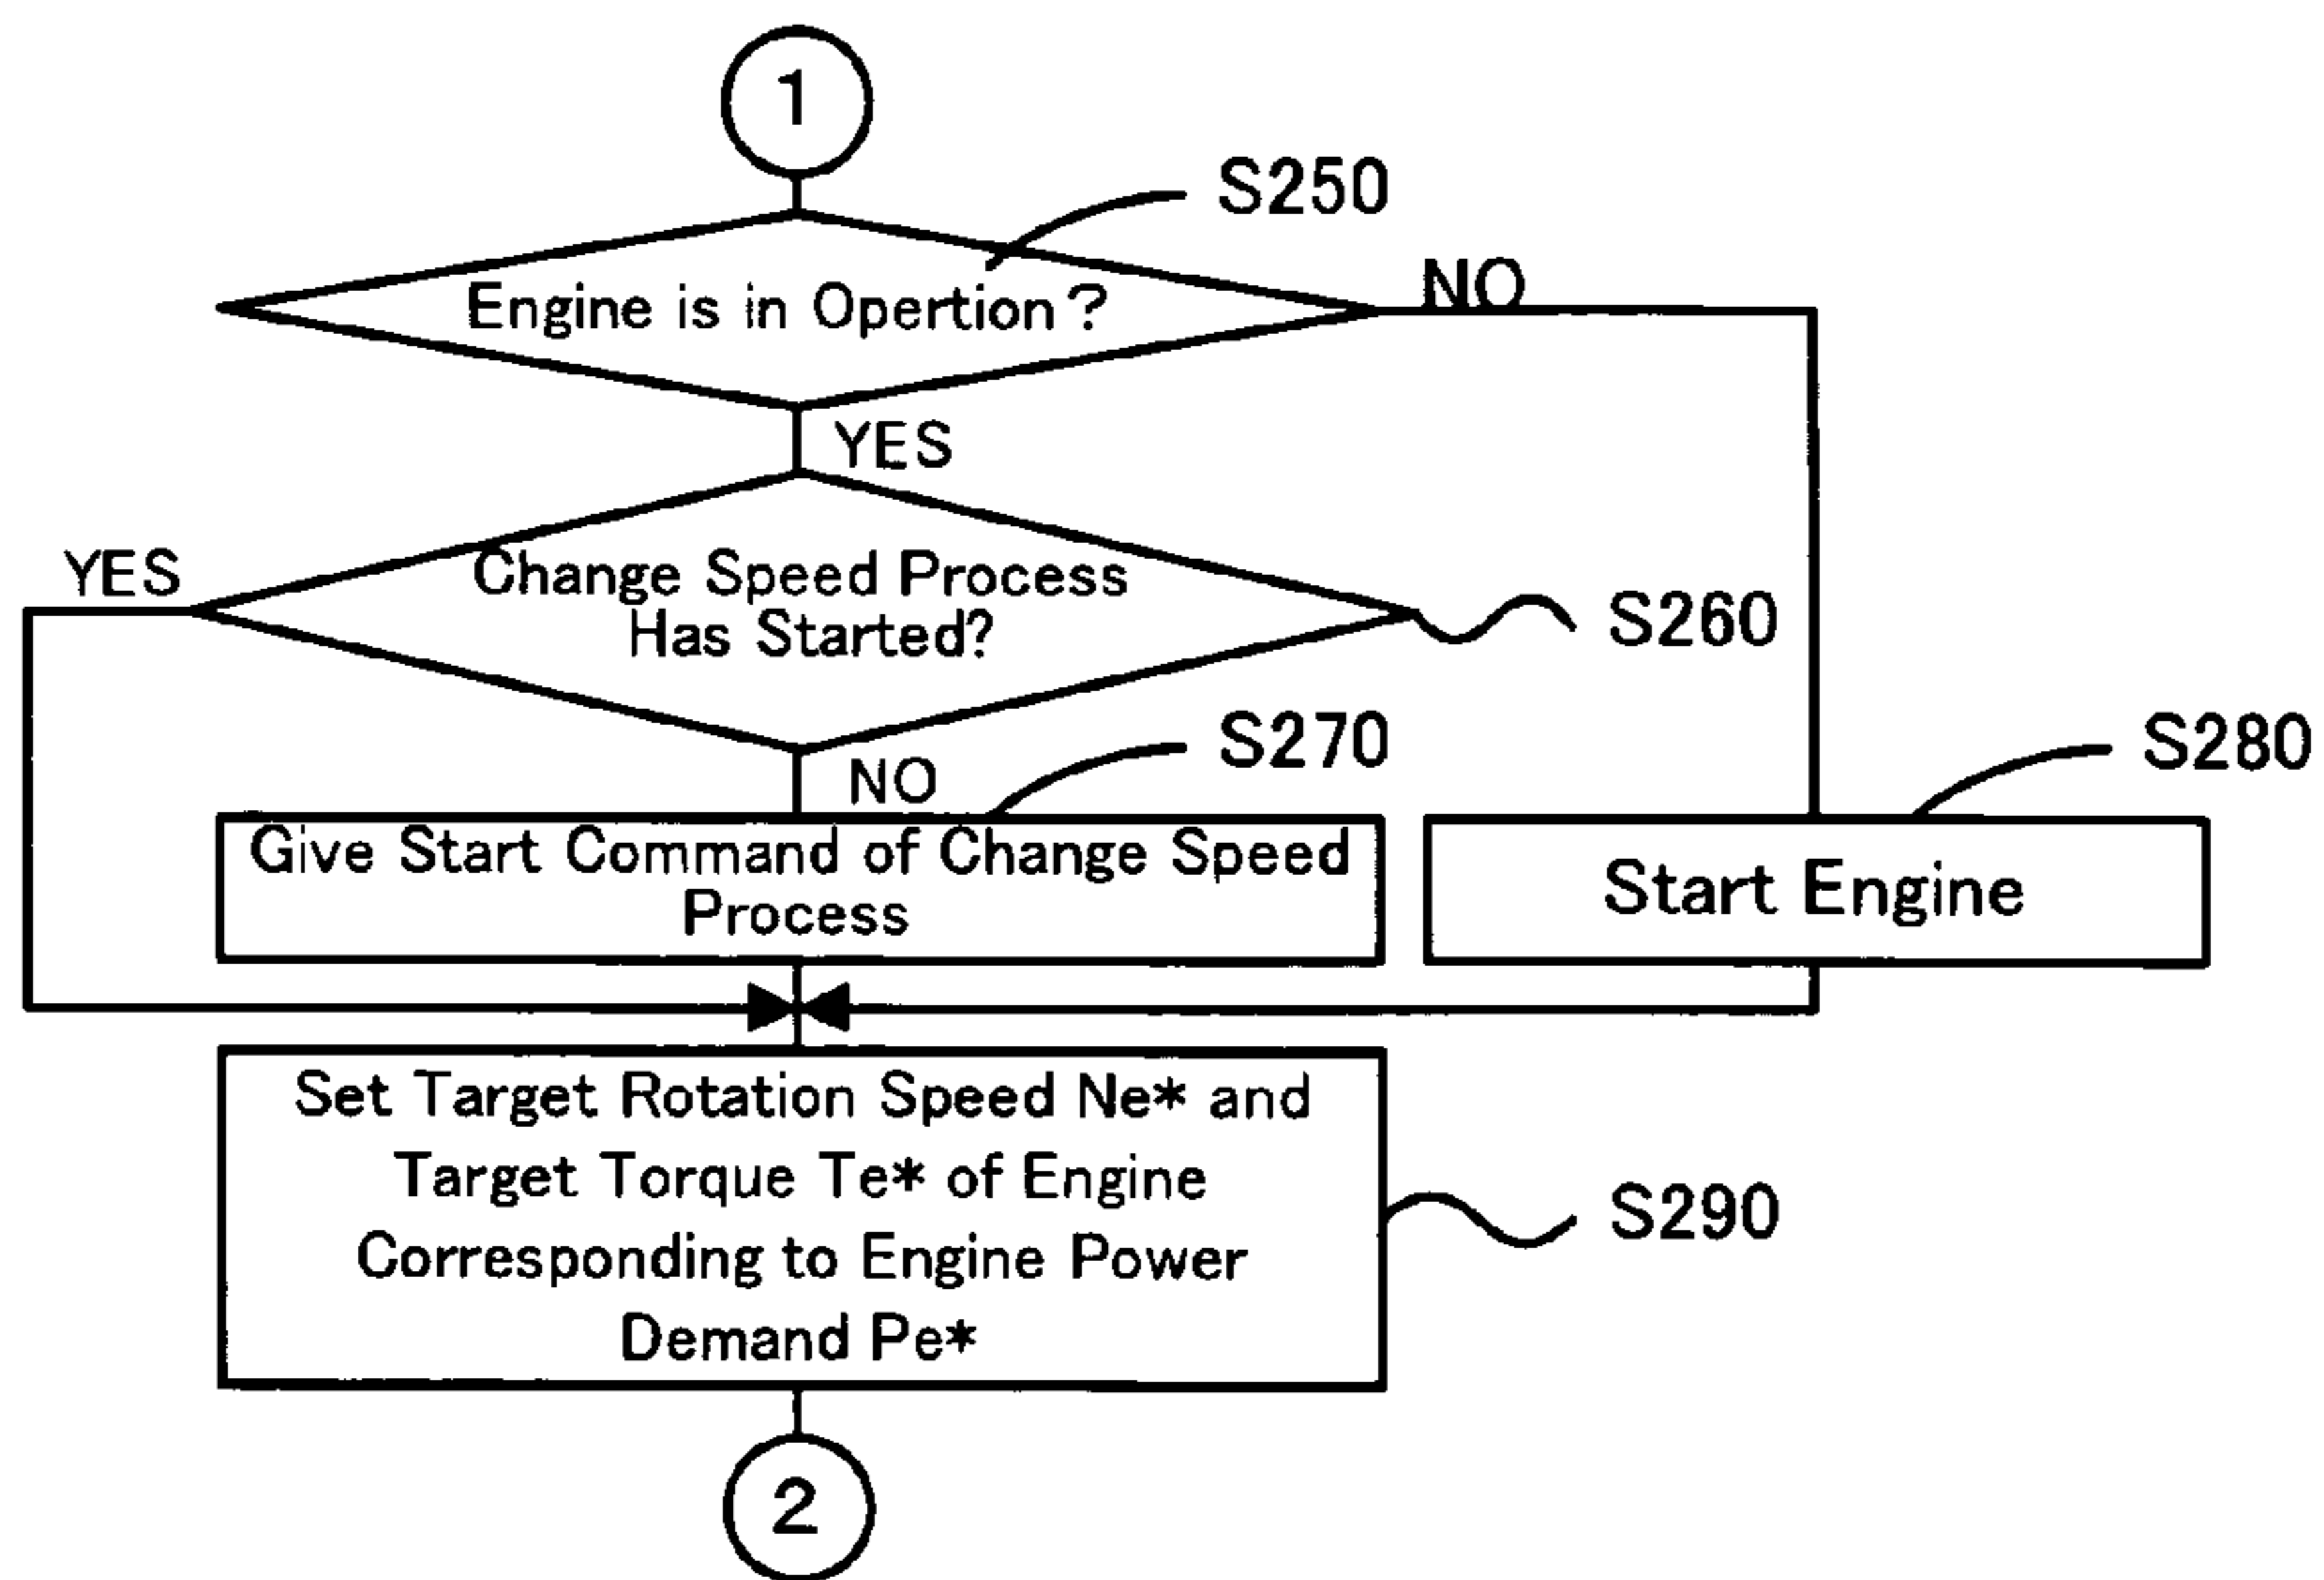 1
S250
Engine is in Opertion ?
NO
YES
YES
Change Speed Process
Has Started?
S260
NO
S270
S280
Give Start Command of Change Speed
Process
Start Engine
Set Target Rotation Speed Ne* and
Target Torque Te* of Engine
Corresponding to Engine Power
Demand Pe*
S290
2